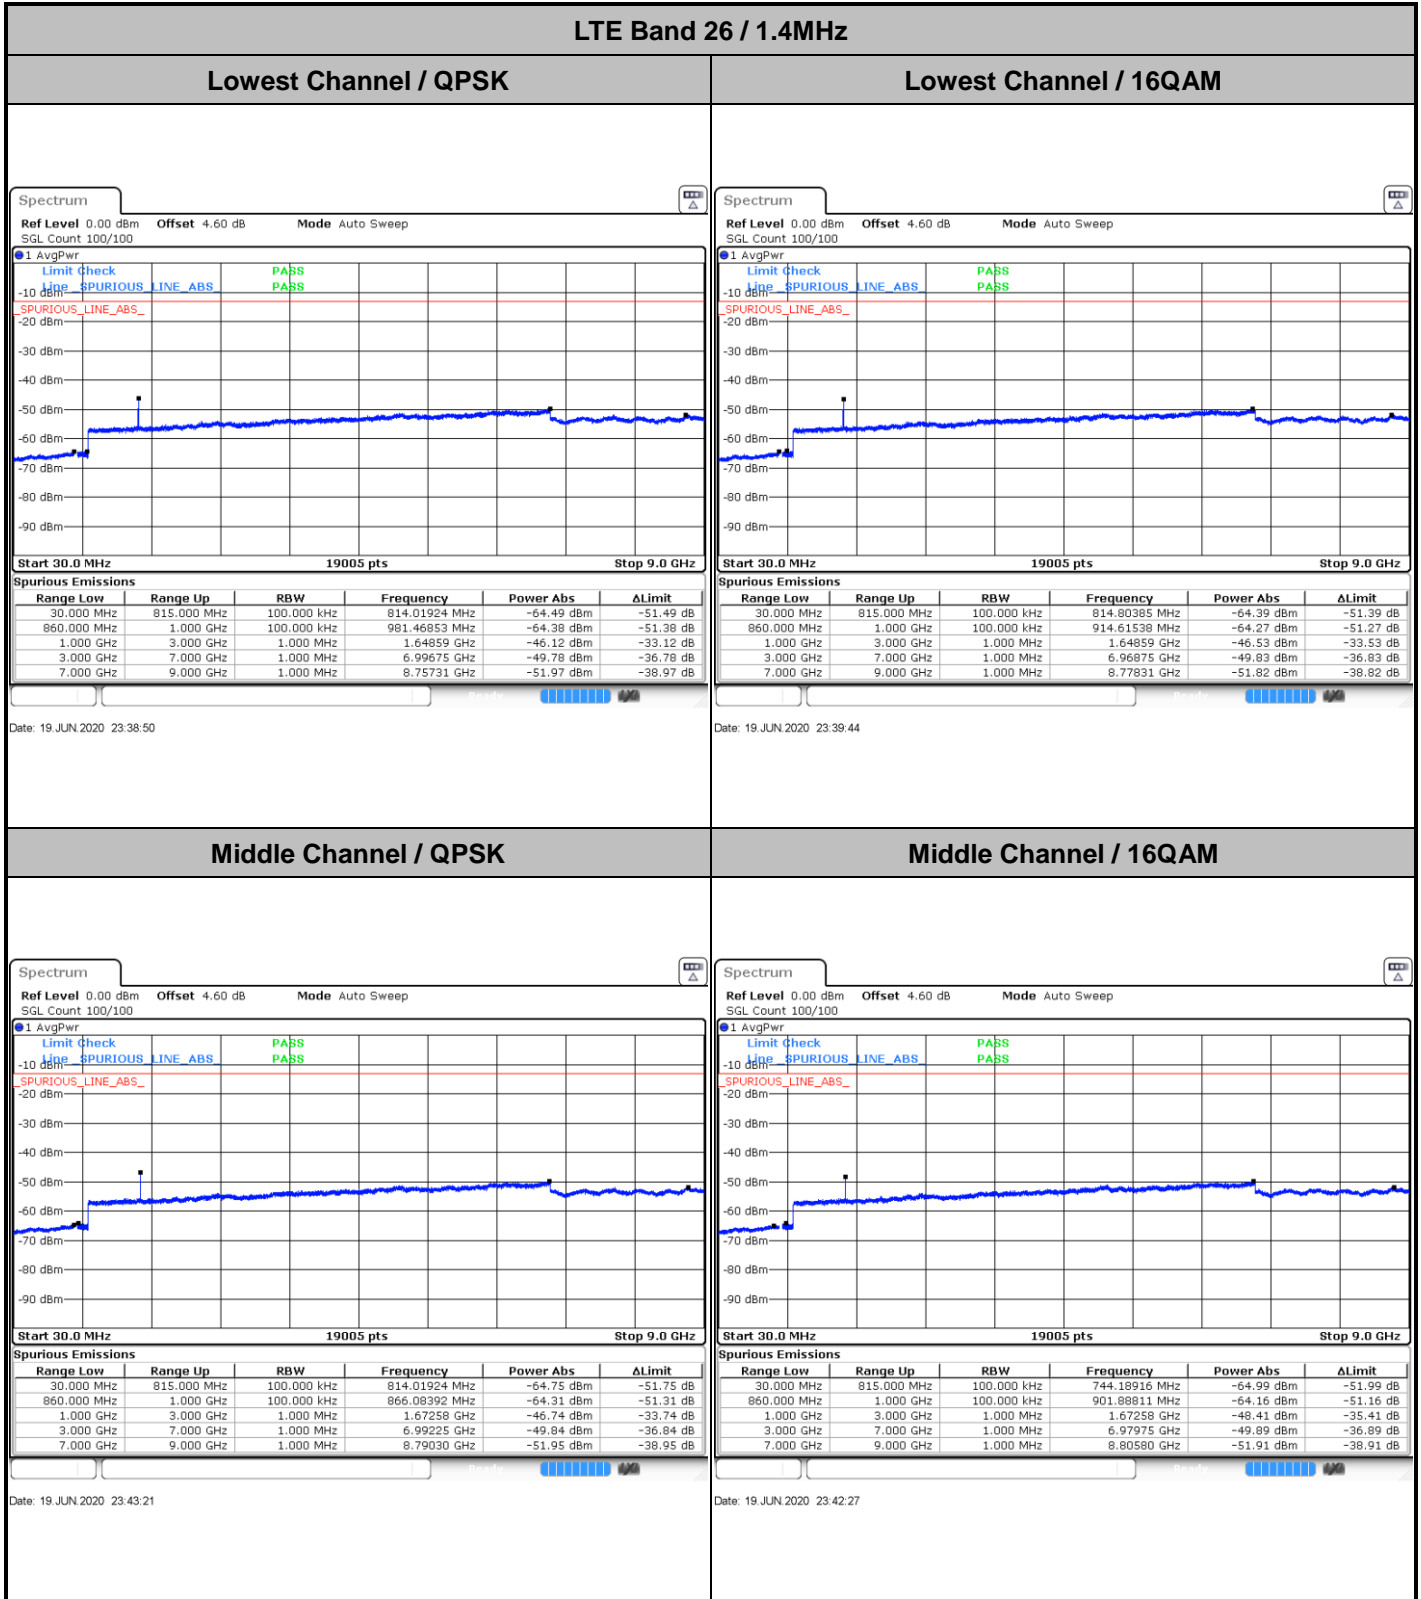 LTE Band 26 / 1.4MHz
Lowest Channel / QPSK
Lowest Channel / 16QAM
Spectrum
Ref Level 0.00 dBm Offset 4.60 dB Mode Auto Sweep
SGL Count 100/100
1 AvgPwr
Limit Check PASS
Line _SPURIOUS_LINE_ABS_ PASS
-10 dBm
_SPURIOUS_LINE_ABS_
-20 dBm
-30 dBm
-40 dBm
-50 dBm
-60 dBm
-70 dBm
-80 dBm
-90 dBm
Start 30.0 MHz 19005 pts Stop 9.0 GHz
Spurious Emissions
Range Low Range Up RBW Frequency Power Abs ΔLimit
30.000 MHz 815.000 MHz 100.000 kHz 814.01924 MHz -64.49 dBm -51.49 dB
860.000 MHz 1.000 GHz 100.000 kHz 981.46853 MHz -64.38 dBm -51.38 dB
1.000 GHz 3.000 GHz 1.000 MHz 1.64859 GHz -46.12 dBm -33.12 dB
3.000 GHz 7.000 GHz 1.000 MHz 6.99675 GHz -49.78 dBm -36.78 dB
7.000 GHz 9.000 GHz 1.000 MHz 8.75731 GHz -51.97 dBm -38.97 dB
Ready
Date: 19.JUN.2020 23:38:50
Spectrum
Ref Level 0.00 dBm Offset 4.60 dB Mode Auto Sweep
SGL Count 100/100
1 AvgPwr
Limit Check PASS
Line _SPURIOUS_LINE_ABS_ PASS
-10 dBm
_SPURIOUS_LINE_ABS_
-20 dBm
-30 dBm
-40 dBm
-50 dBm
-60 dBm
-70 dBm
-80 dBm
-90 dBm
Start 30.0 MHz 19005 pts Stop 9.0 GHz
Spurious Emissions
Range Low Range Up RBW Frequency Power Abs ΔLimit
30.000 MHz 815.000 MHz 100.000 kHz 814.80385 MHz -64.39 dBm -51.39 dB
860.000 MHz 1.000 GHz 100.000 kHz 914.61538 MHz -64.27 dBm -51.27 dB
1.000 GHz 3.000 GHz 1.000 MHz 1.64859 GHz -46.53 dBm -33.53 dB
3.000 GHz 7.000 GHz 1.000 MHz 6.96875 GHz -49.83 dBm -36.83 dB
7.000 GHz 9.000 GHz 1.000 MHz 8.77831 GHz -51.82 dBm -38.82 dB
Ready
Date: 19.JUN.2020 23:39:44
Middle Channel / QPSK
Middle Channel / 16QAM
Spectrum
Ref Level 0.00 dBm Offset 4.60 dB Mode Auto Sweep
SGL Count 100/100
1 AvgPwr
Limit Check PASS
Line _SPURIOUS_LINE_ABS_ PASS
-10 dBm
_SPURIOUS_LINE_ABS_
-20 dBm
-30 dBm
-40 dBm
-50 dBm
-60 dBm
-70 dBm
-80 dBm
-90 dBm
Start 30.0 MHz 19005 pts Stop 9.0 GHz
Spurious Emissions
Range Low Range Up RBW Frequency Power Abs ΔLimit
30.000 MHz 815.000 MHz 100.000 kHz 814.01924 MHz -64.75 dBm -51.75 dB
860.000 MHz 1.000 GHz 100.000 kHz 866.08392 MHz -64.31 dBm -51.31 dB
1.000 GHz 3.000 GHz 1.000 MHz 1.67258 GHz -46.74 dBm -33.74 dB
3.000 GHz 7.000 GHz 1.000 MHz 6.99225 GHz -49.84 dBm -36.84 dB
7.000 GHz 9.000 GHz 1.000 MHz 8.79030 GHz -51.95 dBm -38.95 dB
Ready
Date: 19.JUN.2020 23:43:21
Spectrum
Ref Level 0.00 dBm Offset 4.60 dB Mode Auto Sweep
SGL Count 100/100
1 AvgPwr
Limit Check PASS
Line _SPURIOUS_LINE_ABS_ PASS
-10 dBm
_SPURIOUS_LINE_ABS_
-20 dBm
-30 dBm
-40 dBm
-50 dBm
-60 dBm
-70 dBm
-80 dBm
-90 dBm
Start 30.0 MHz 19005 pts Stop 9.0 GHz
Spurious Emissions
Range Low Range Up RBW Frequency Power Abs ΔLimit
30.000 MHz 815.000 MHz 100.000 kHz 744.18916 MHz -64.99 dBm -51.99 dB
860.000 MHz 1.000 GHz 100.000 kHz 901.88811 MHz -64.16 dBm -51.16 dB
1.000 GHz 3.000 GHz 1.000 MHz 1.67258 GHz -48.41 dBm -35.41 dB
3.000 GHz 7.000 GHz 1.000 MHz 6.97975 GHz -49.89 dBm -36.89 dB
7.000 GHz 9.000 GHz 1.000 MHz 8.80580 GHz -51.91 dBm -38.91 dB
Ready
Date: 19.JUN.2020 23:42:27